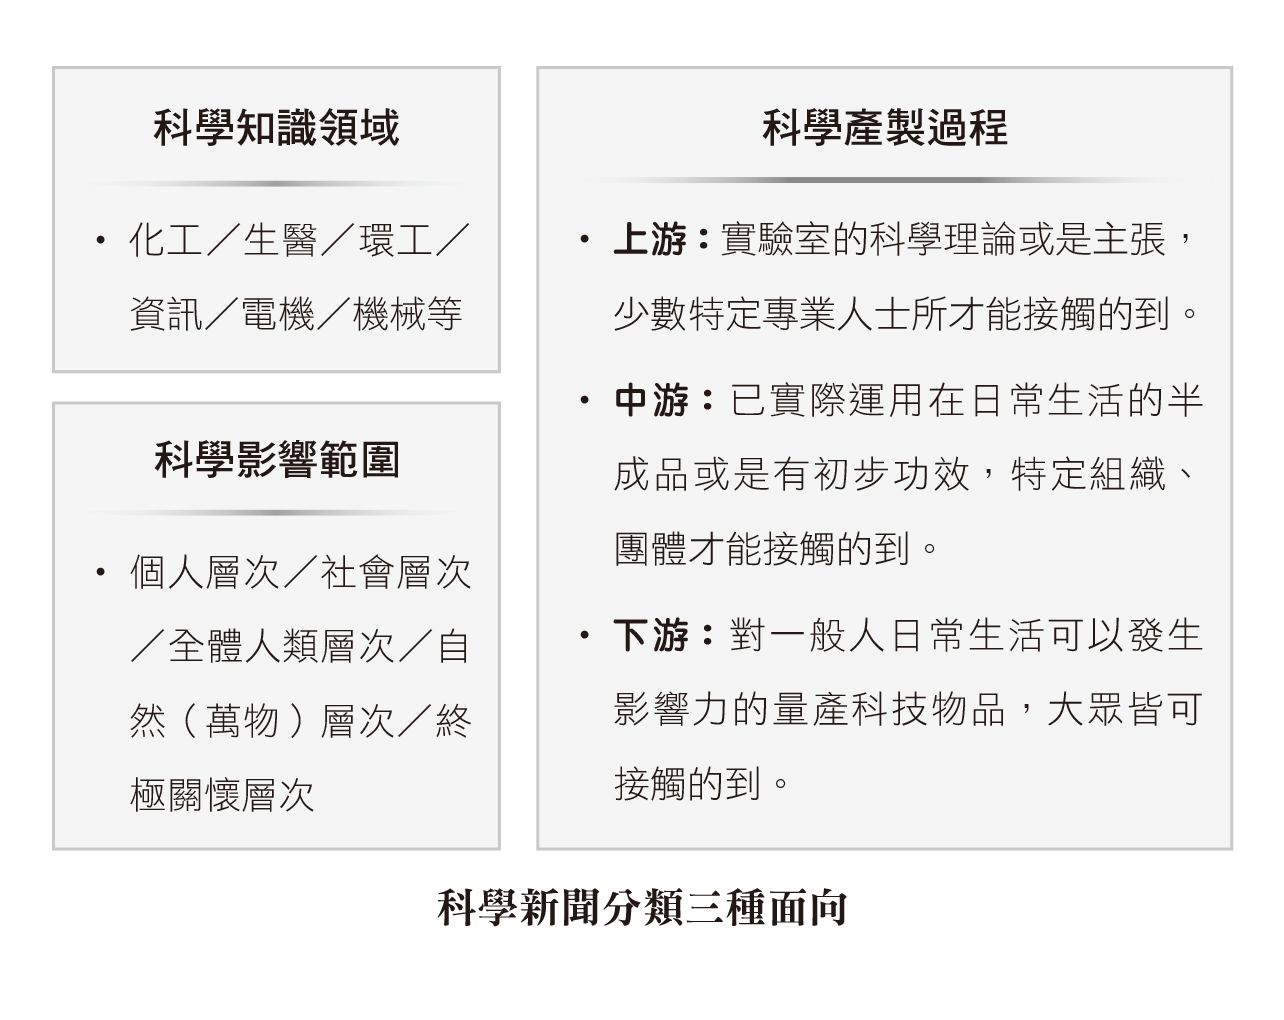 科學知識領域
• 化工／生醫／環工／
資訊／電機／機械等
科學影響範圍
• 個人層次／社會層次
／全體人類層次／自
然（萬物）層次／終
極關懷層次
科學產製過程
• 上游：實驗室的科學理論或是主張，
少數特定專業人士所才能接觸的到。
• 中游：已實際運用在日常生活的半
成品或是有初步功效，特定組織、
團體才能接觸的到。
• 下游：對一般人日常生活可以發生
影響力的量產科技物品，大眾皆可
接觸的到。
科學新聞分類三種面向